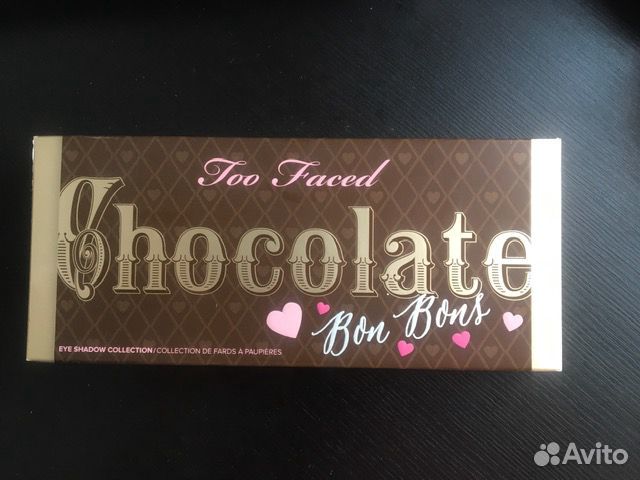 Too Faced
Chocolate
Bon Bons
EYE SHADOW COLLECTION/COLLECTION DE FARDS À PAUPIÈRES
Avito